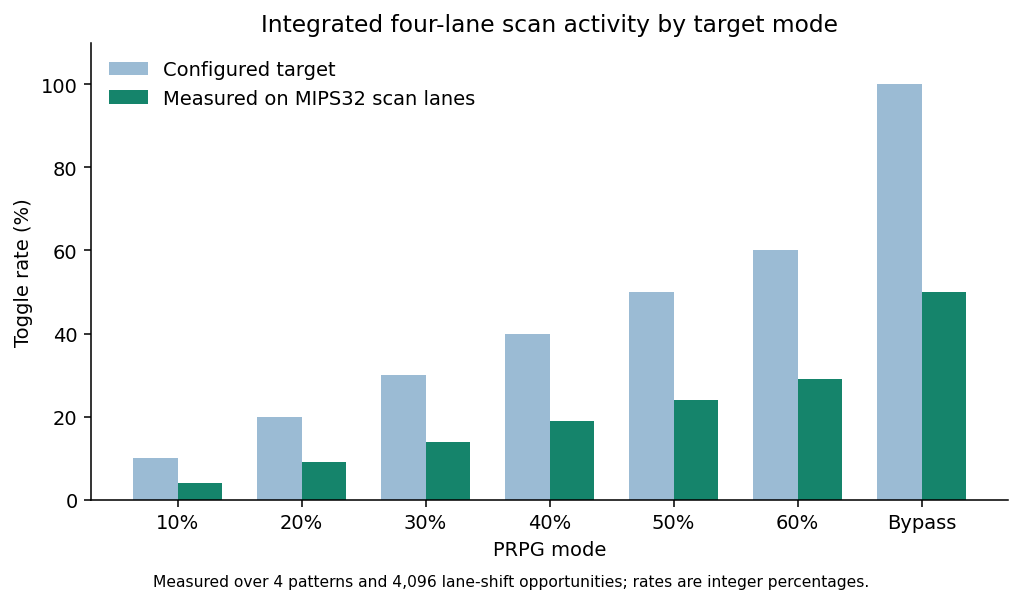 Integrated four-lane scan activity by target mode
Configured target
Measured on MIPS32 scan lanes
Toggle rate (%)
100
80
60
40
20
0
10%
20%
30%
40%
50%
60%
Bypass
PRPG mode
Measured over 4 patterns and 4,096 lane-shift opportunities; rates are integer percentages.